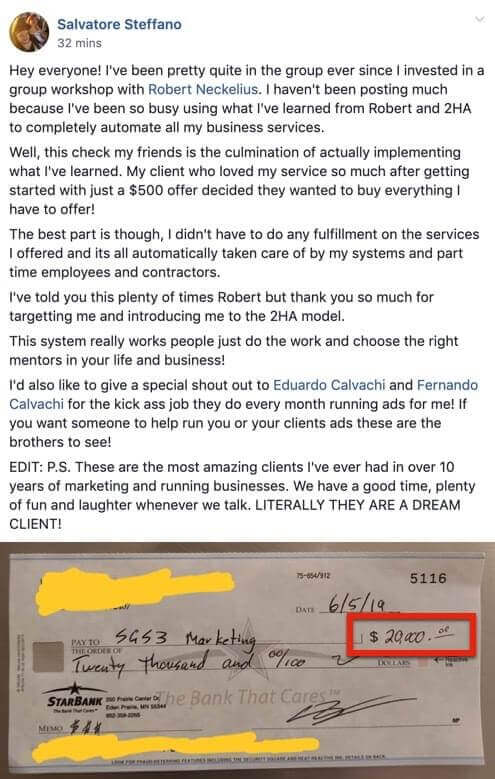 Salvatore Steffano
32 mins
Hey everyone! I've been pretty quite in the group ever since I invested in a
group workshop with Robert Neckelius. I haven't been posting much
because I've been so busy using what I've learned from Robert and 2HA
to completely automate all my business services.
Well, this check my friends is the culmination of actually implementing
what I've learned. My client who loved my service so much after getting
started with just a $500 offer decided they wanted to buy everything I
have to offer!
The best part is though, I didn't have to do any fulfillment on the services
I offered and its all automatically taken care of by my systems and part
time employees and contractors.
I've told you this plenty of times Robert but thank you so much for
targetting me and introducing me to the 2HA model.
This system really works people just do the work and choose the right
mentors in your life and business!
I'd also like to give a special shout out to Eduardo Calvachi and Fernando
Calvachi for the kick ass job they do every month running ads for me! If
you want someone to help run you or your clients ads these are the
brothers to see!
EDIT: P.S. These are the most amazing clients I've ever had in over 10
years of marketing and running businesses. We have a good time, plenty
of fun and laughter whenever we talk. LITERALLY THEY ARE A DREAM
CLIENT!
75-654/912
5116
DATE 6/5/19
PAY TO
THE ORDER OF
SGS3 Marketing
$ 20,000.00
Twenty thousand and 00/100
DOLLARS
STARBANK
The Bank That Cares
200 Prairie Center Dr
Eden Prairie, MN 55344
The Bank That Cares™
MEMO $$$
MP